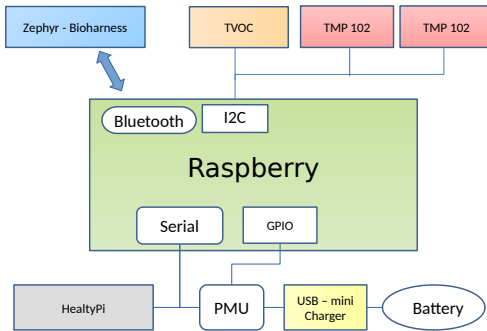 Zephyr - Bioharness
TVOC
TMP 102
TMP 102
Bluetooth
I2C
Raspberry
Serial
GPIO
HealtyPi
PMU
USB – mini
Charger
Battery